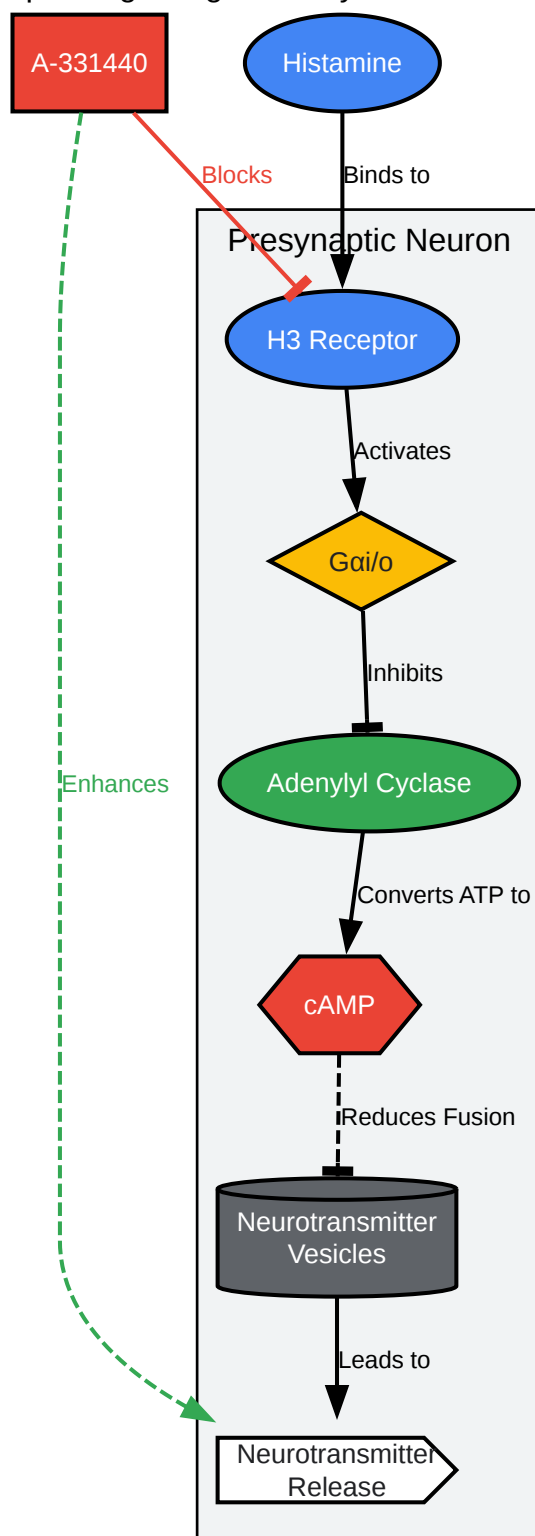 A-331440
Histamine
Blocks
Binds to
Presynaptic Neuron
H3 Receptor
Activates
Gαi/o
Inhibits
Adenylyl Cyclase
Enhances
Converts ATP to
cAMP
Reduces Fusion
Neurotransmitter
Vesicles
Leads to
Neurotransmitter
Release